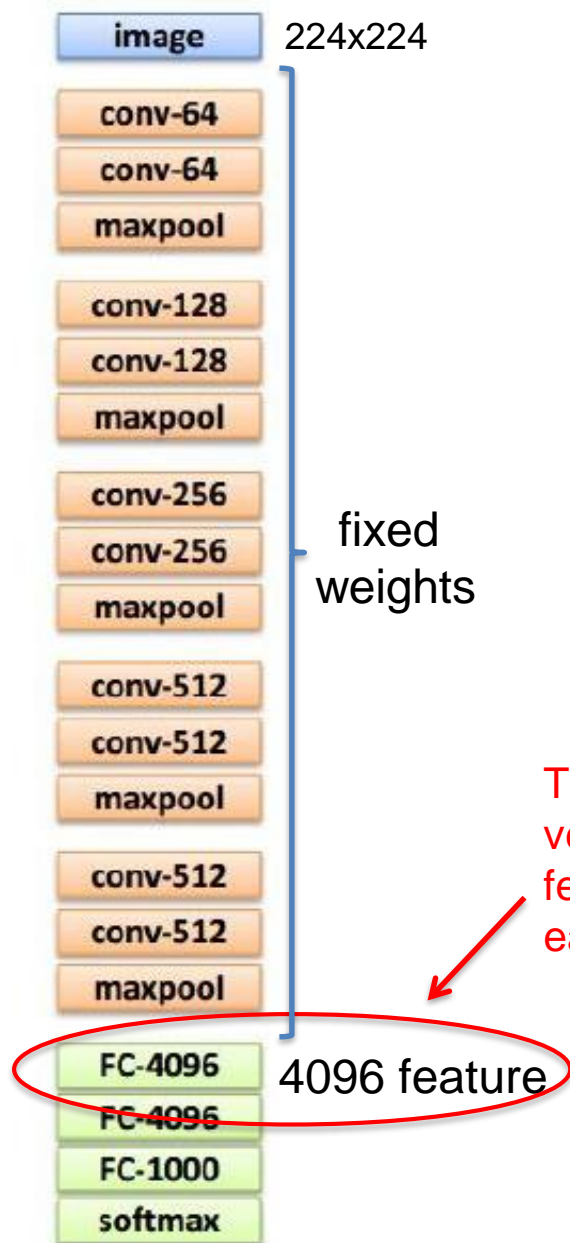 image 224x224
conv-64
conv-64
maxpool
conv-128
conv-128
maxpool
conv-256
conv-256
maxpool
fixed
weights
conv-512
conv-512
maxpool
conv-512
conv-512
maxpool
FC-4096 4096 feature
FC-4096
FC-1000
softmax